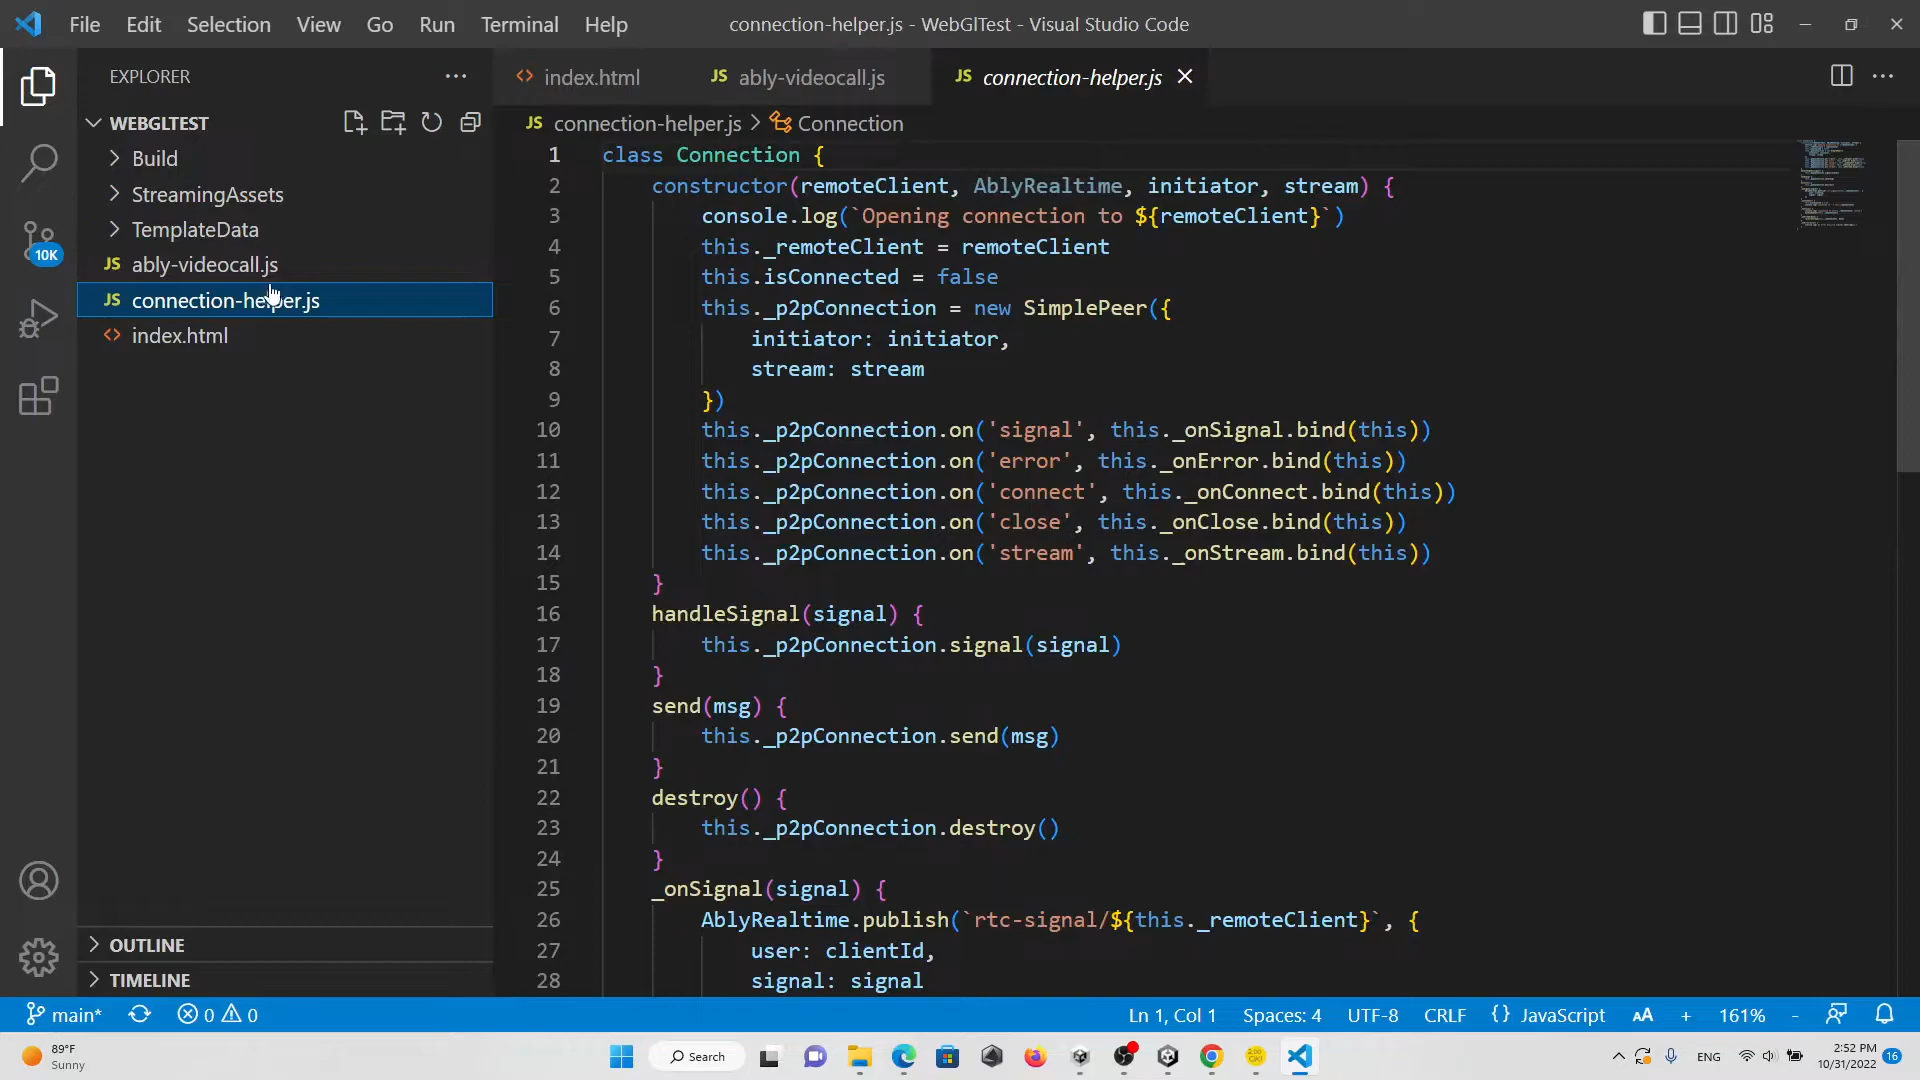 File Edit Selection View Go Run Terminal Help
connection-helper.js - WebGlTest - Visual Studio Code
EXPLORER
WEBGLTEST
Build
StreamingAssets
TemplateData
JS ably-videocall.js
JS connection-helper.js
<> index.html
OUTLINE
TIMELINE
10K
<> index.html
JS ably-videocall.js
JS connection-helper.js
JS connection-helper.js > Connection
1 class Connection {
2 constructor(remoteClient, AblyRealtime, initiator, stream) {
3 console.log(`Opening connection to ${remoteClient}`)
4 this._remoteClient = remoteClient
5 this.isConnected = false
6 this._p2pConnection = new SimplePeer({
7 initiator: initiator,
8 stream: stream
9 })
10 this._p2pConnection.on('signal', this._onSignal.bind(this))
11 this._p2pConnection.on('error', this._onError.bind(this))
12 this._p2pConnection.on('connect', this._onConnect.bind(this))
13 this._p2pConnection.on('close', this._onClose.bind(this))
14 this._p2pConnection.on('stream', this._onStream.bind(this))
15 }
16 handleSignal(signal) {
17 this._p2pConnection.signal(signal)
18 }
19 send(msg) {
20 this._p2pConnection.send(msg)
21 }
22 destroy() {
23 this._p2pConnection.destroy()
24 }
25 _onSignal(signal) {
26 AblyRealtime.publish(`rtc-signal/${this._remoteClient}`, {
27 user: clientId,
28 signal: signal
main* 0 0
Ln 1, Col 1 Spaces: 4 UTF-8 CRLF {} JavaScript AA + 161% -
89°F
Sunny
Search
ENG
2:52 PM
10/31/2022
16